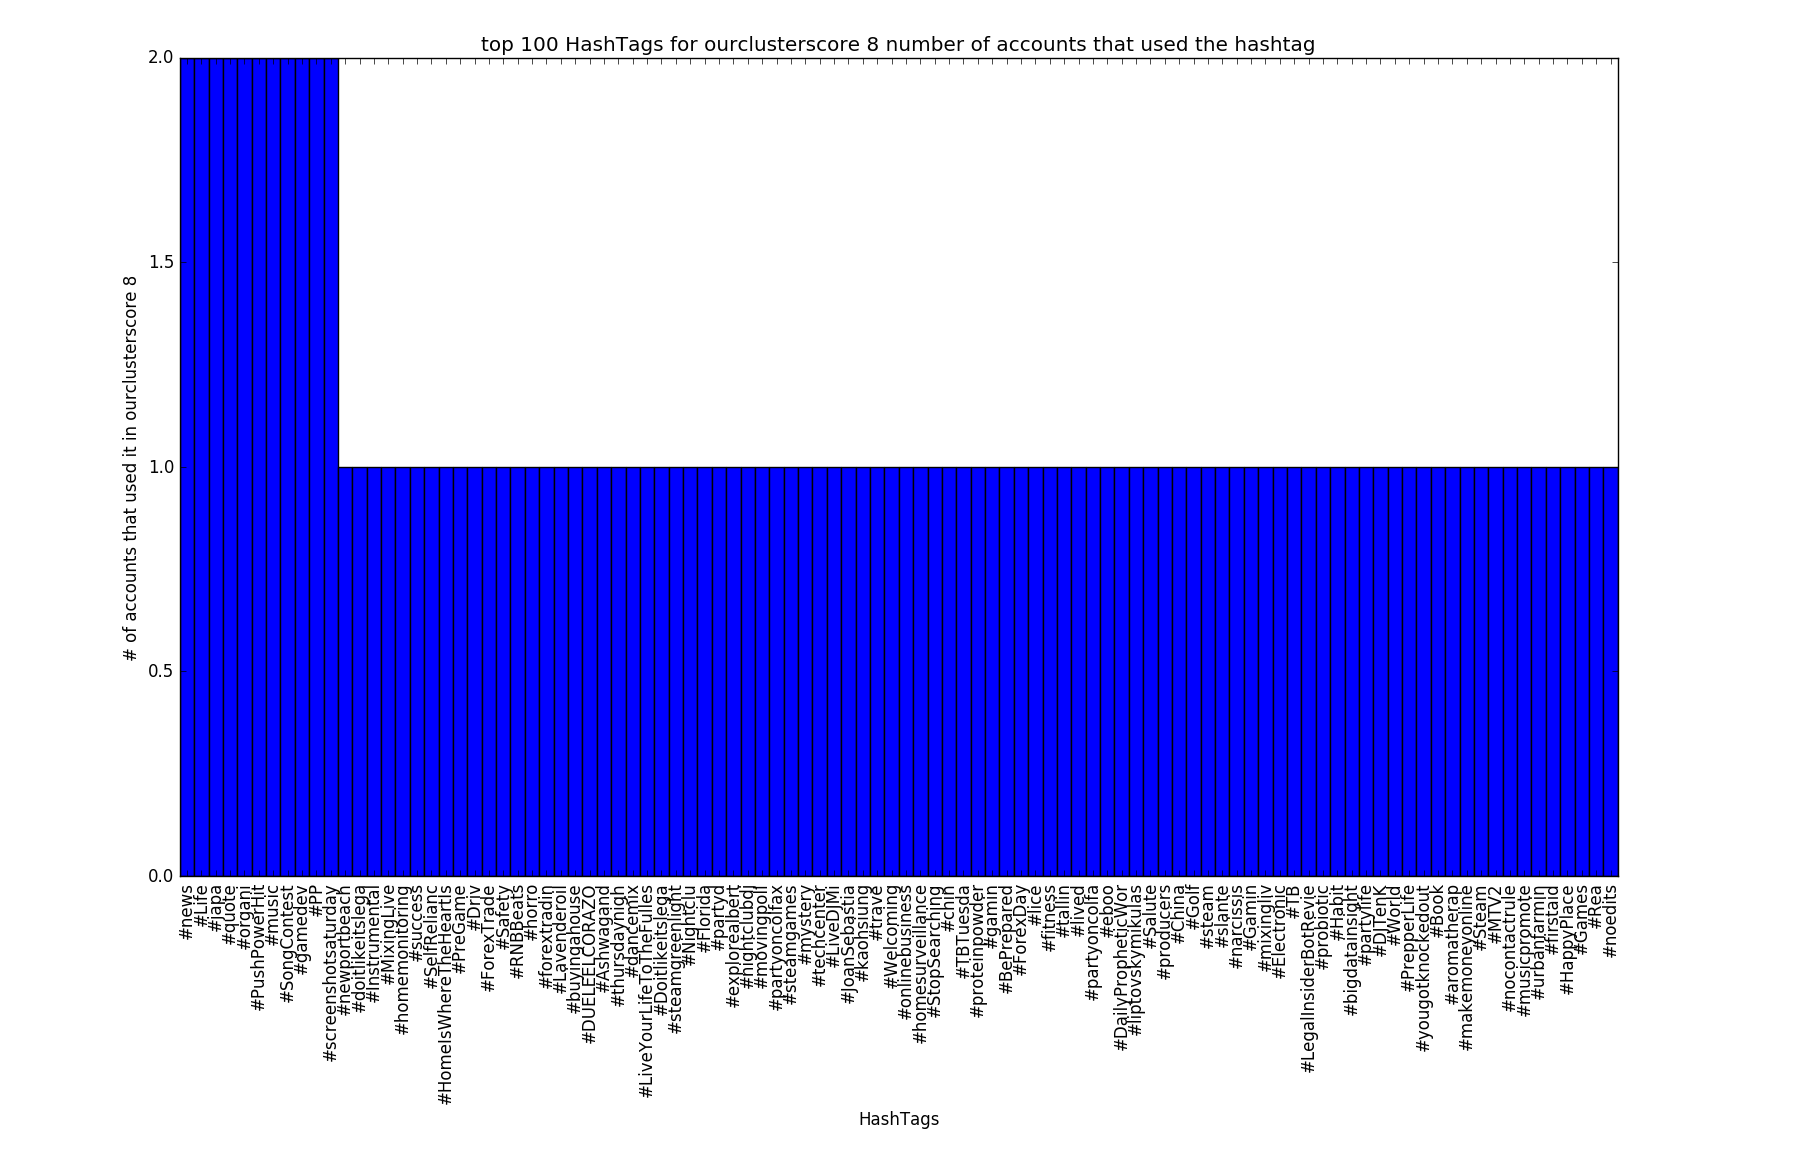 top 100 HashTags for ourclusterscore 8 number of accounts that used the hashtag
# of accounts that used it in ourclusterscore 8
2.0
1.5
1.0
0.5
0.0
#news
#Life
#Japa
#quote
#organi
#PushPowerHit
#music
#SongContest
#gamedev
#PP
#screenshotsaturday
#newportbeach
#doitlikeitslega
#Instrumental
#MixingLive
#homemonitoring
#success
#SelfRelianc
#HomeIsWhereTheHeartIs
#PreGame
#Driv
#ForexTrade
#Safety
#RNBBeats
#horro
#forextradin
#Lavenderoil
#buyinghouse
#DUELEELCORAZO
#Ashwagand
#thursdaynigh
#dancemix
#LiveYourLifeToTheFulles
#Dotlikeitslega
#steamgreenlight
#Nightclu
#Florida
#partyd
#explorealbert
#nightclubdj
#movingpoll
#partyoncolfax
#steamgames
#mystery
#techcenter
#LiveDJMi
#JoanSebastia
#kaohsiung
#trave
#Welcoming
#onlinebusiness
#homesurveillance
#StopSearching
#chih
#TBTuesda
#proteinpowder
#gamin
#BePrepared
#ForexDay
#lice
#fitness
#tallin
#lived
#partyoncolfa
#eboo
#DailyPropheticWor
#liptovskymikulas
#Salute
#producers
#China
#Golf
#steam
#slante
#narcissis
#Gamin
#mixingliv
#Electronic
#TB
#LegalInsiderBotRevie
#probiotic
#Habit
#bigdatainsight
#partylife
#DJTenK
#World
#PepperLife
#yougotknockedout
#Book
#aromatherap
#makemoneyonline
#Steam
#MTV2
#nocontactrule
#musicpromote
#urbanfarmin
#firstaid
#HappyPlace
#Games
#Rea
#noedits
HashTags